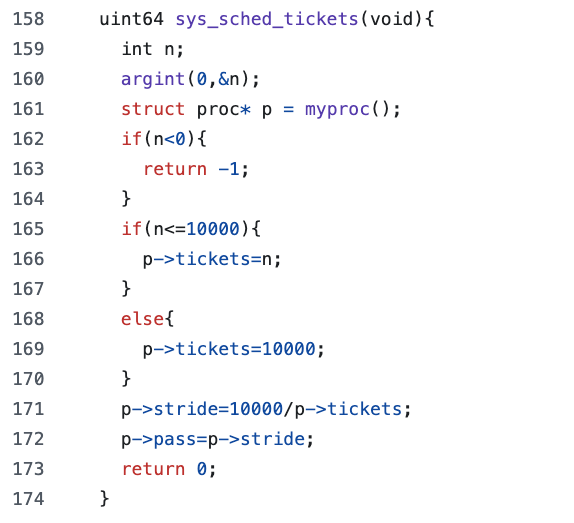 158 uint64 sys_sched_tickets(void){
159 int n;
160 argint(0,&n);
161 struct proc* p = myproc();
162 if(n<0){
163 return -1;
164 }
165 if(n<=10000){
166 p->tickets=n;
167 }
168 else{
169 p->tickets=10000;
170 }
171 p->stride=10000/p->tickets;
172 p->pass=p->stride;
173 return 0;
174 }